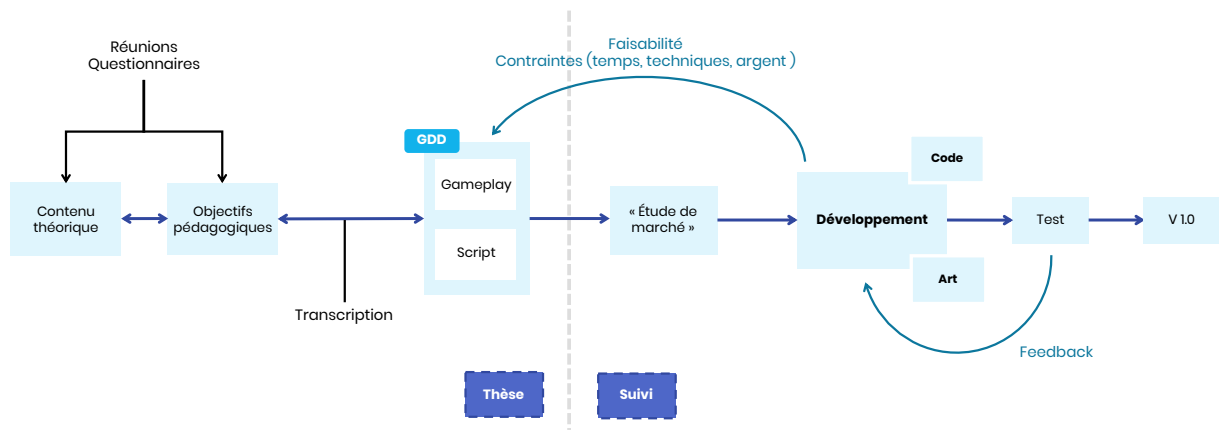 Réunions
Questionnaires
Faisabilité
Contraintes (temps, techniques, argent )
GDD
Gameplay
Script
Contenu
théorique
Objectifs
pédagogiques
Transcription
« Étude de
marché »
Développement
Code
Art
Test
V 1.0
Feedback
Thèse
Suivi